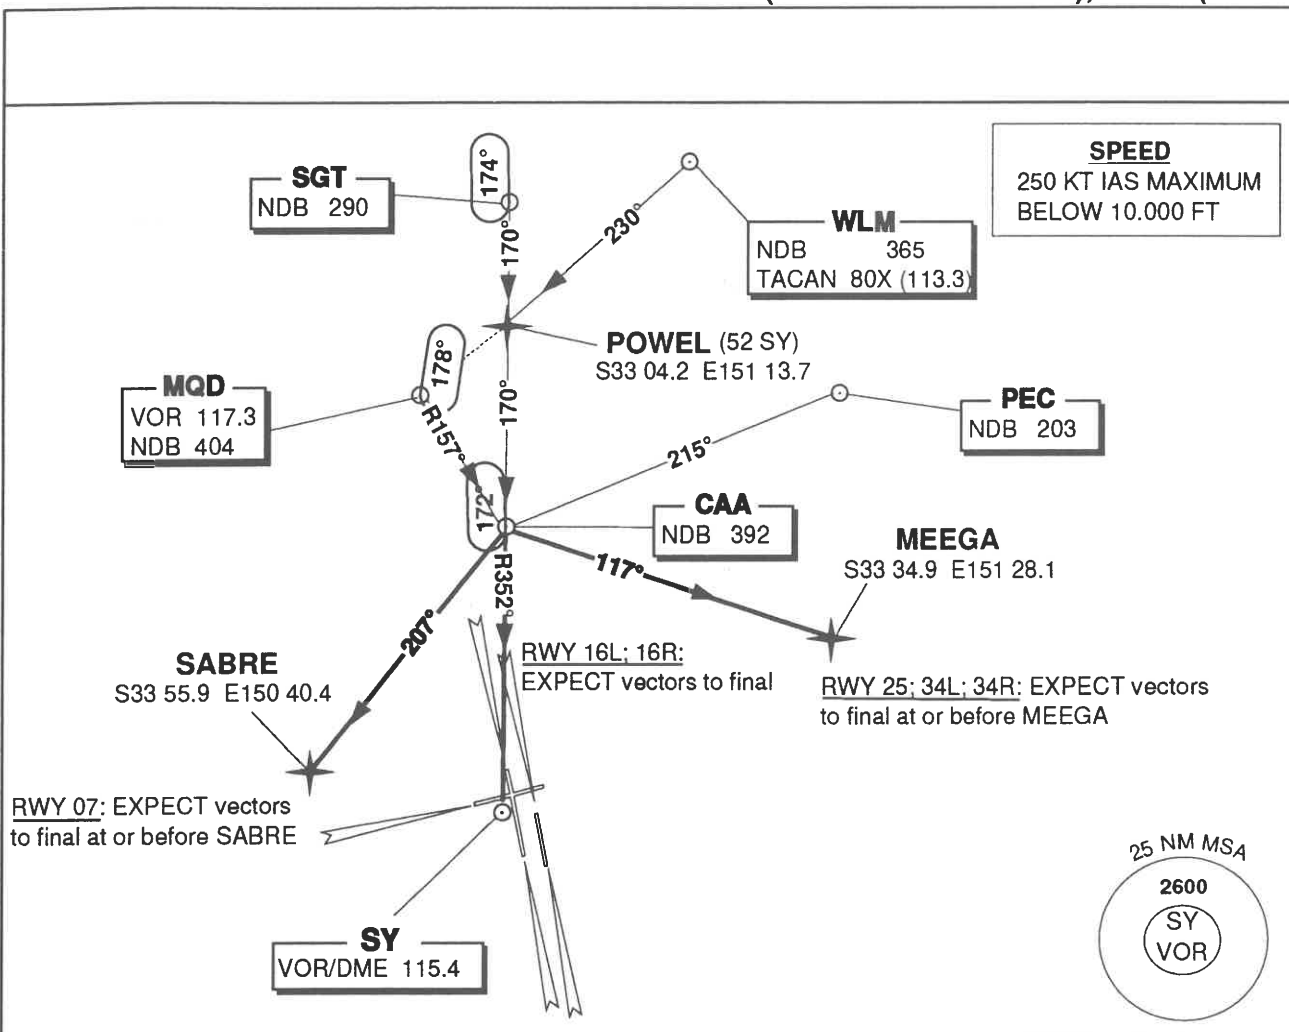 SPEED
250 KT IAS MAXIMUM
BELOW 10.000 FT
SGT
NDB 290
174°
170°
230°
WLM
NDB 365
TACAN 80X (113.3)
POWEL (52 SY)
S33 04.2 E151 13.7
178°
MQD
VOR 117.3
NDB 404
R157°
170°
PEC
NDB 203
215°
172°
CAA
NDB 392
MEEGA
S33 34.9 E151 28.1
117°
R352°
207°
SABRE
S33 55.9 E150 40.4
RWY 16L; 16R:
EXPECT vectors to final
RWY 25; 34L; 34R: EXPECT vectors
to final at or before MEEGA
RWY 07: EXPECT vectors
to final at or before SABRE
SY
VOR/DME 115.4
25 NM MSA
2600
SY
VOR